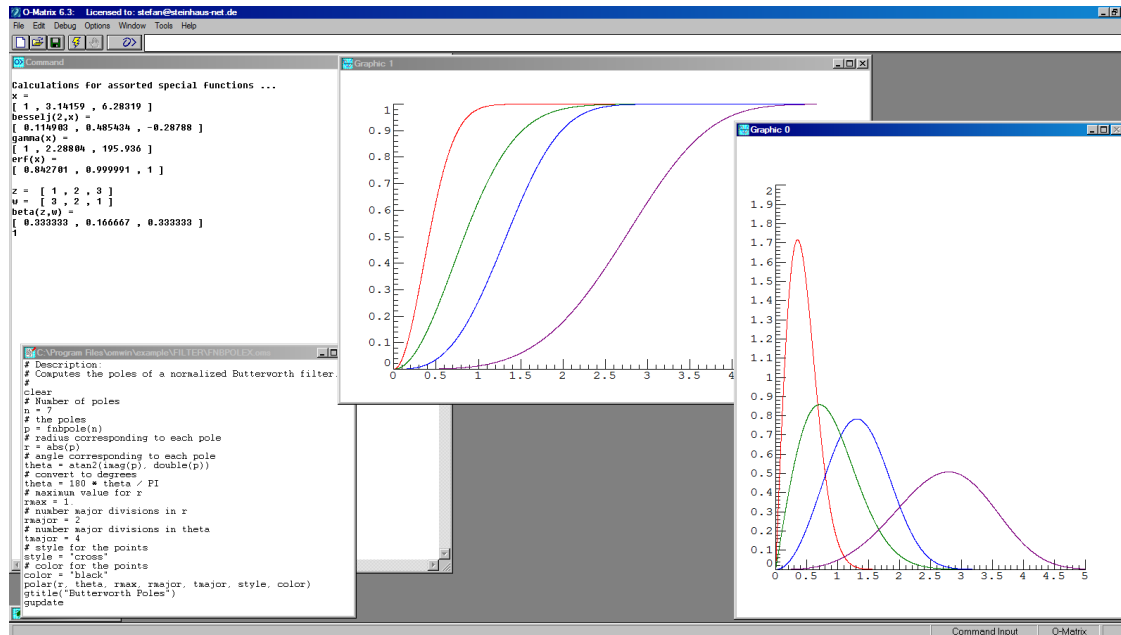 O-Matrix 6.3: Licensed to: stefan@steinhaus-net.de
File Edit Debug Options Window Tools Help
Command
Calculations for assorted special functions ...
x =
[ 1 , 3.14159 , 6.28319 ]
besselj(2,x) =
[ 0.114903 , 0.485434 , -0.28788 ]
gamma(x) =
[ 1 , 2.28804 , 195.936 ]
erf(x) =
[ 0.842701 , 0.999991 , 1 ]
z = [ 1 , 2 , 3 ]
w = [ 3 , 2 , 1 ]
beta(z,w) =
[ 0.333333 , 0.166667 , 0.333333 ]
1
Graphic 1
1
0.9
0.8
0.7
0.6
0.5
0.4
0.3
0.2
0.1
0
0 0.5 1 1.5 2 2.5 3 3.5 4
Graphic 0
2
1.9
1.8
1.7
1.6
1.5
1.4
1.3
1.2
1.1
1
0.9
0.8
0.7
0.6
0.5
0.4
0.3
0.2
0.1
0
0 0.5 1 1.5 2 2.5 3 3.5 4 4.5 5
C:\Program Files\omwin\example\FILTER\FNBPOLEX.oms
# Description:
# Computes the poles of a normalized Butterworth filter.
#
clear
# Number of poles
n = 7
# the poles
p = fnbpole(n)
# radius corresponding to each pole
r = abs(p)
# angle corresponding to each pole
theta = atan2(imag(p), double(p))
# convert to degrees
theta = 180 * theta / PI
# maximum value for r
rmax = 1.
# number major divisions in r
rmajor = 2
# number major divisions in theta
tmajor = 4
# style for the points
style = "cross"
# color for the points
color = "black"
polar(r, theta, rmax, rmajor, tmajor, style, color)
gtitle("Butterworth Poles")
gupdate
Command Input O-Matrix